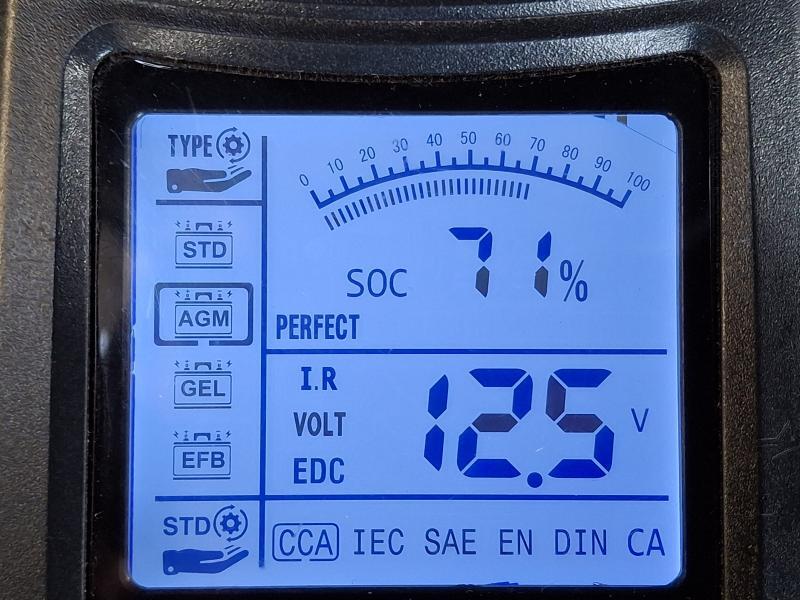 TYPE
0 10 20 30 40 50 60 70 80 90 100
STD
SOC 71%
AGM
PERFECT
GEL
I.R
VOLT 12.5 V
EFB
EDC
STD
CCA IEC SAE EN DIN CA